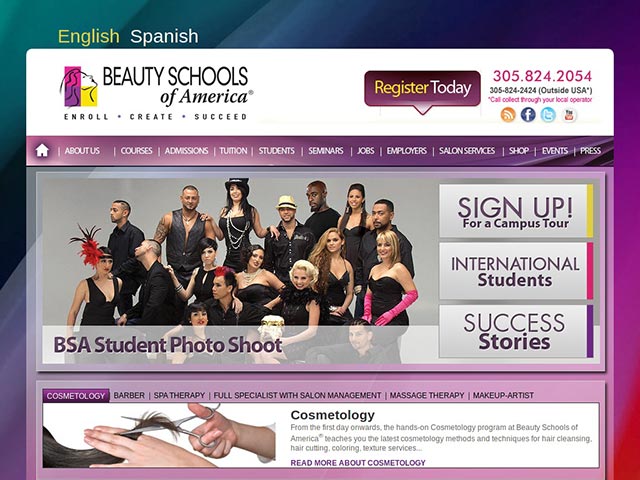 English Spanish
BEAUTY SCHOOLS
of America®
ENROLL • CREATE • SUCCEED
Register Today
305.824.2054
305-824-2424 (Outside USA*)
*Call collect through your local operator
| ABOUT US | COURSES | ADMISSIONS | TUITION | STUDENTS | SEMINARS | JOBS | EMPLOYERS | SALON SERVICES | SHOP | EVENTS | PRESS
SIGN UP!
For a Campus Tour
INTERNATIONAL
Students
SUCCESS
Stories
BSA Student Photo Shoot
COSMETOLOGY BARBER | SPA THERAPY | FULL SPECIALIST WITH SALON MANAGEMENT | MASSAGE THERAPY | MAKEUP-ARTIST
Cosmetology
From the first day onwards, the hands-on Cosmetology program at Beauty Schools of
America® teaches you the latest cosmetology methods and techniques for hair cleansing,
hair cutting, coloring, texture services...
READ MORE ABOUT COSMETOLOGY